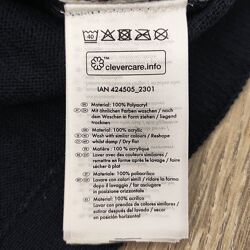 40
clevercare.info
IAN 424505_2301
Material: 100% Polyacryl
Mit ähnlichen Farben waschen / nach
dem Waschen in Form ziehen / liegend
trocknen
Material: 100% acrylic
Wash with similar colours / Reshape
whilst damp / Dry flat
Matière: 100% acrylique
Laver avec des couleurs similaires /
remettre en forme après le lavage / faire
sécher à plat
Materiale: 100% poliacrilico
Lavare con colori simili / ridare la forma
dopo il lavaggio / far asciugare
in posizione orizzontale
Material: 100% acrílico
Lavar con prendas de colores similares /
estirar después del lavado / secar
en posición horizontal